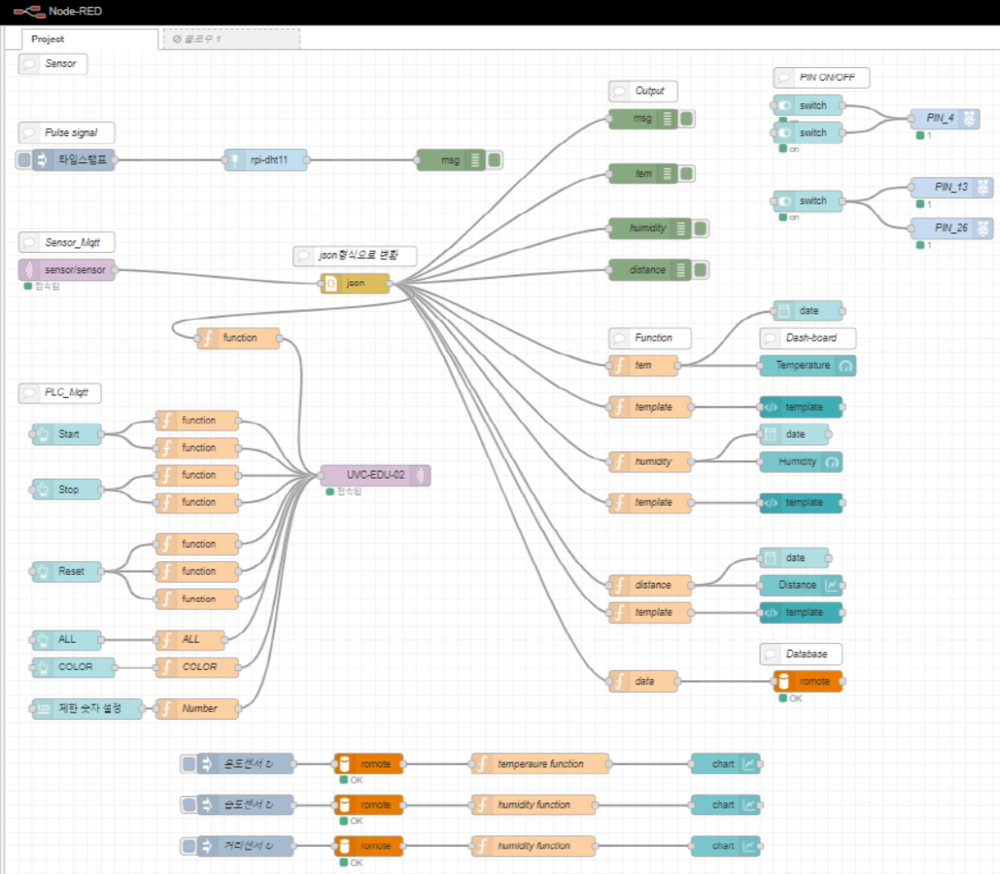 Node-RED
Project
플로우 1
Sensor
Output
PIN ON/OFF
msg
switch
switch
on
PIN_4
1
Pulse signal
타임스탬프
rpi-dht11
msg
tem
switch
on
PIN_13
1
PIN_26
1
humidity
Sensor_Mqtt
sensor/sensor
접속됨
json형식으로 변환
json
distance
date
function
Function
Dash-board
tem
Temperature
PLC_Mqtt
template
template
Start
function
function
date
humidity
Humidity
Stop
function
function
UVC-EDU-02
접속됨
template
template
Reset
function
function
function
date
distance
Distance
template
template
ALL
ALL
COLOR
COLOR
Database
data
romote
OK
제한 숫자 설정
Number
온도센서 ↻
romote
OK
temperaure function
chart
습도센서 ↻
romote
OK
humidity function
chart
거리센서 ↻
romote
OK
humidity function
chart